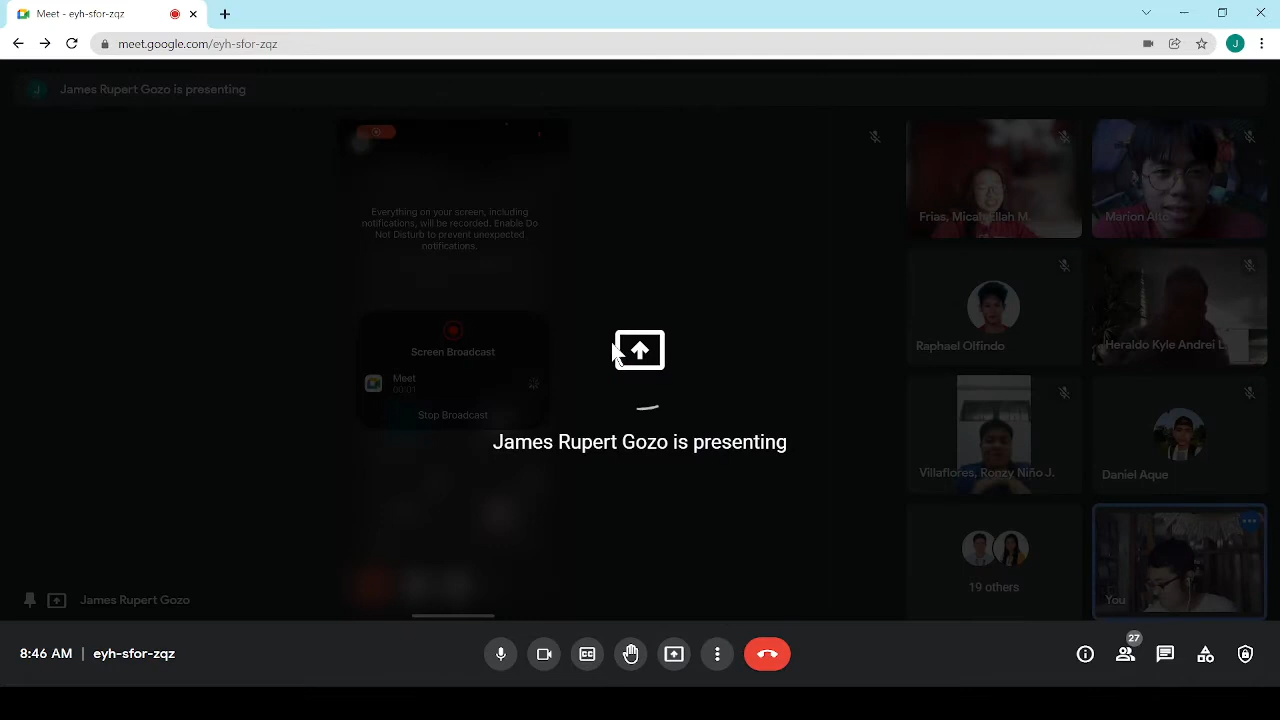 Meet - eyh-sfor-zqz
meet.google.com/eyh-sfor-zqz
J
J
James Rupert Gozo is presenting
Everything on your screen, including
notifications, will be recorded. Enable Do
Not Disturb to prevent unexpected
notifications.
Screen Broadcast
Meet
00:01
Stop Broadcast
James Rupert Gozo is presenting
Marion Alto
Raphael Olfindo
Heraldo Kyle Andrei L.
Villaflores, Ronzy Niño J.
Daniel Aque
19 others
You
James Rupert Gozo
8:46 AM | eyh-sfor-zqz
CC
27